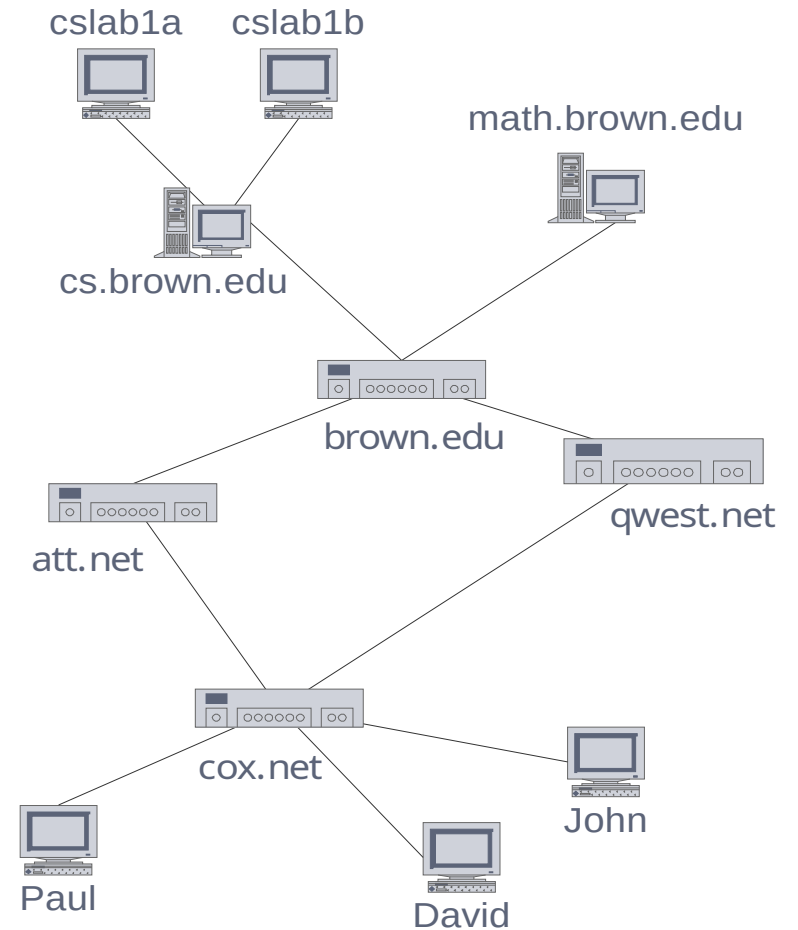 cslab1a
cslab1b
math.brown.edu
cs.brown.edu
brown.edu
qwest.net
att.net
cox.net
John
Paul
David